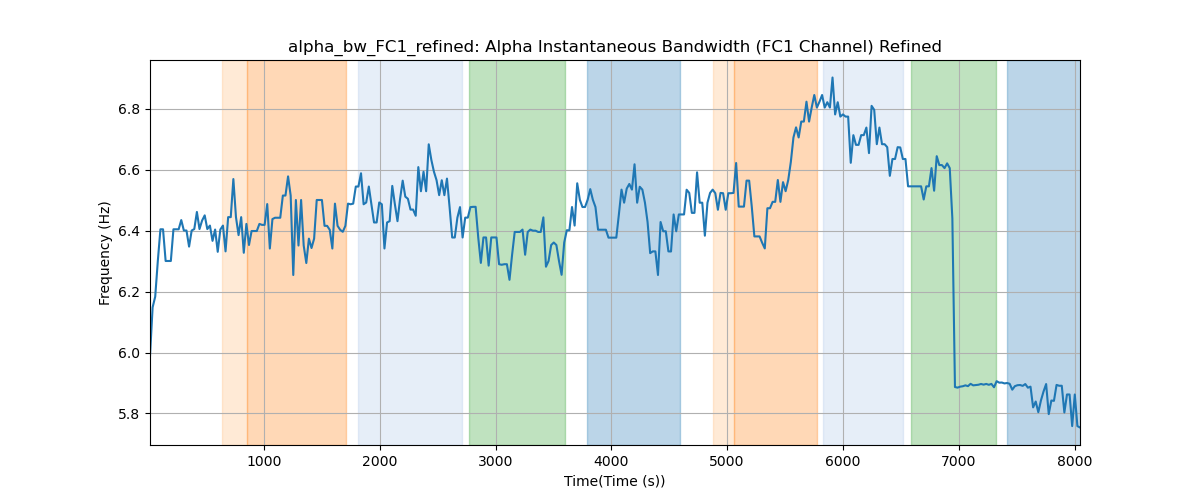 alpha_bw_FC1_refined: Alpha Instantaneous Bandwidth (FC1 Channel) Refined
Frequency (Hz)
6.8
6.6
6.4
6.2
6.0
5.8
1000 2000 3000 4000 5000 6000 7000 8000
Time(Time (s))